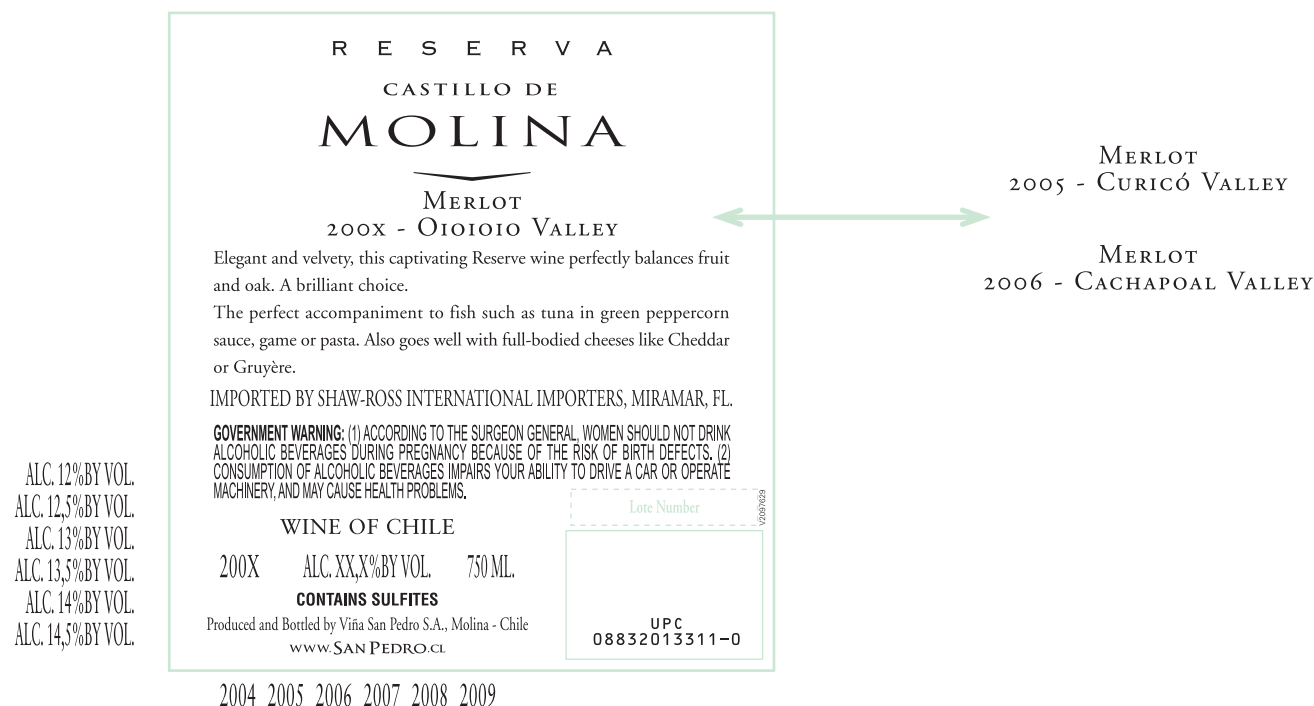 RESERVA
CASTILLO DE
MOLINA
MERLOT
200X - OIOIOIO VALLEY
Elegant and velvety, this captivating Reserve wine perfectly balances fruit
and oak. A brilliant choice.
The perfect accompaniment to fish such as tuna in green peppercorn
sauce, game or pasta. Also goes well with full-bodied cheeses like Cheddar
or Gruyère.
IMPORTED BY SHAW-ROSS INTERNATIONAL IMPORTERS, MIRAMAR, FL.
GOVERNMENT WARNING: (1) ACCORDING TO THE SURGEON GENERAL, WOMEN SHOULD NOT DRINK
ALCOHOLIC BEVERAGES DURING PREGNANCY BECAUSE OF THE RISK OF BIRTH DEFECTS. (2)
CONSUMPTION OF ALCOHOLIC BEVERAGES IMPAIRS YOUR ABILITY TO DRIVE A CAR OR OPERATE
MACHINERY, AND MAY CAUSE HEALTH PROBLEMS.
Lote Number
V2097629
WINE OF CHILE
200X ALC. XX,X%BY VOL. 750 ML.
CONTAINS SULFITES
Produced and Bottled by Viña San Pedro S.A., Molina - Chile
WWW.SAN PEDRO.CL
UPC
08832013311-0
MERLOT
2005 - CURICÓ VALLEY
MERLOT
2006 - CACHAPOAL VALLEY
ALC. 12%BY VOL.
ALC. 12,5%BY VOL.
ALC. 13%BY VOL.
ALC. 13,5%BY VOL.
ALC. 14%BY VOL.
ALC. 14,5%BY VOL.
2004 2005 2006 2007 2008 2009